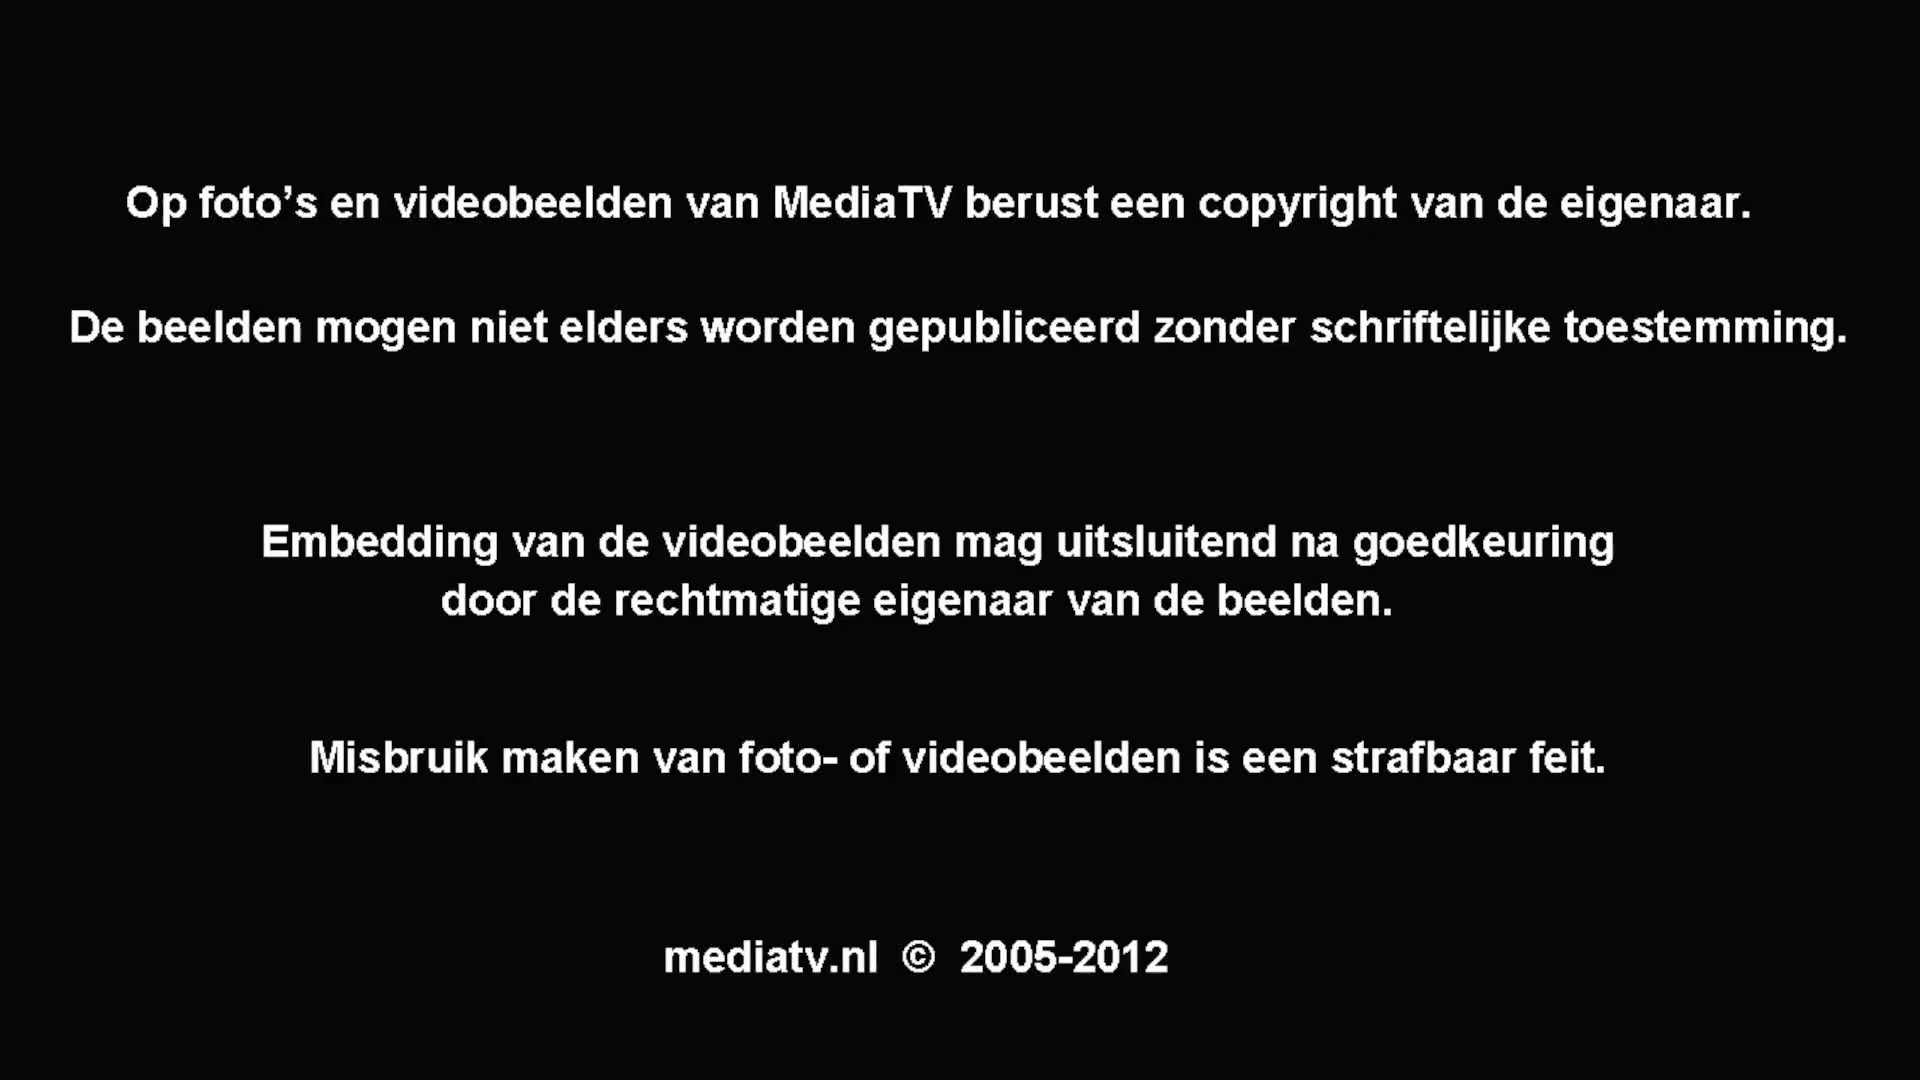 Op foto’s en videobeelden van MediaTV berust een copyright van de eigenaar.
De beelden mogen niet elders worden gepubliceerd zonder schriftelijke toestemming.
Embedding van de videobeelden mag uitsluitend na goedkeuring
door de rechtmatige eigenaar van de beelden.
Misbruik maken van foto- of videobeelden is een strafbaar feit.
mediatv.nl © 2005-2012